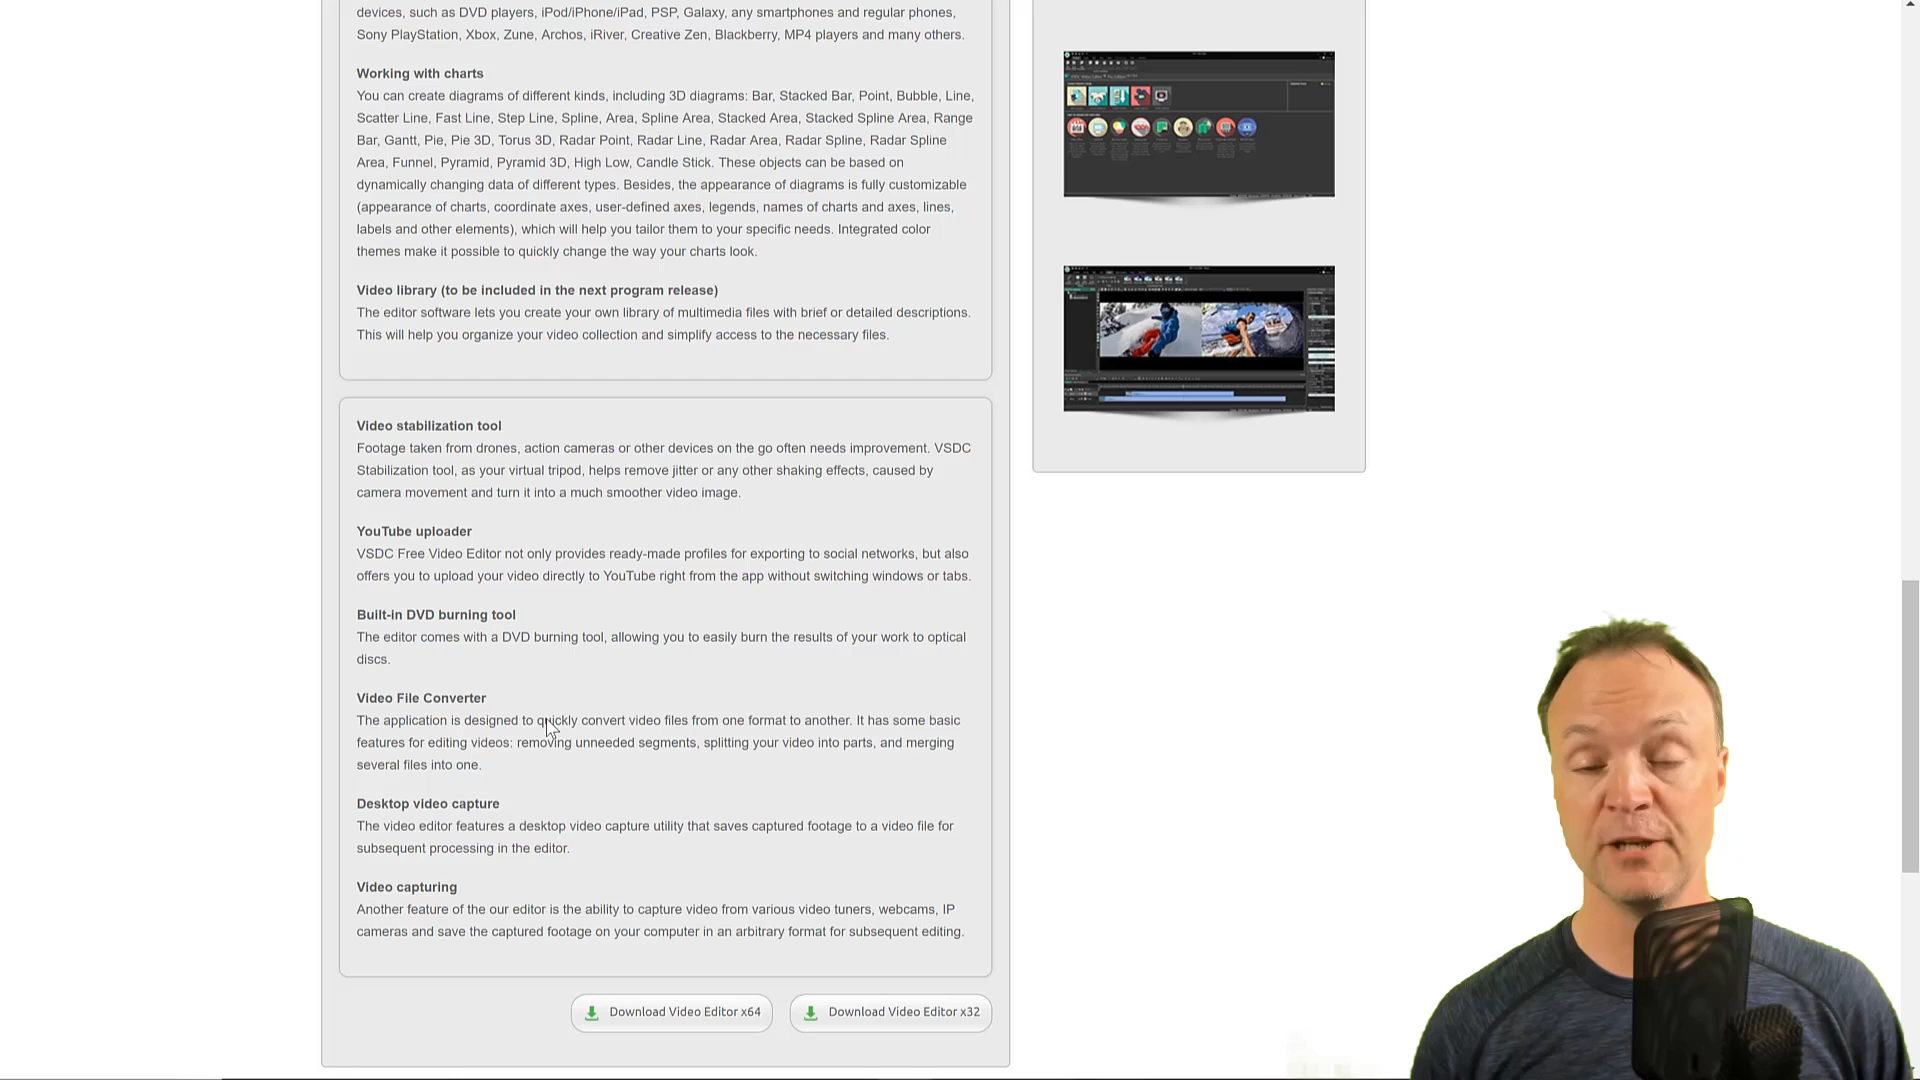 devices, such as DVD players, iPod/iPhone/iPad, PSP, Galaxy, any smartphones and regular phones,
Sony PlayStation, Xbox, Zune, Archos, iRiver, Creative Zen, Blackberry, MP4 players and many others.
Working with charts
You can create diagrams of different kinds, including 3D diagrams: Bar, Stacked Bar, Point, Bubble, Line,
Scatter Line, Fast Line, Step Line, Spline, Area, Spline Area, Stacked Area, Stacked Spline Area, Range
Bar, Gantt, Pie, Pie 3D, Torus 3D, Radar Point, Radar Line, Radar Area, Radar Spline, Radar Spline
Area, Funnel, Pyramid, Pyramid 3D, High Low, Candle Stick. These objects can be based on
dynamically changing data of different types. Besides, the appearance of diagrams is fully customizable
(appearance of charts, coordinate axes, user-defined axes, legends, names of charts and axes, lines,
labels and other elements), which will help you tailor them to your specific needs. Integrated color
themes make it possible to quickly change the way your charts look.
Video library (to be included in the next program release)
The editor software lets you create your own library of multimedia files with brief or detailed descriptions.
This will help you organize your video collection and simplify access to the necessary files.
Video stabilization tool
Footage taken from drones, action cameras or other devices on the go often needs improvement. VSDC
Stabilization tool, as your virtual tripod, helps remove jitter or any other shaking effects, caused by
camera movement and turn it into a much smoother video image.
YouTube uploader
VSDC Free Video Editor not only provides ready-made profiles for exporting to social networks, but also
offers you to upload your video directly to YouTube right from the app without switching windows or tabs.
Built-in DVD burning tool
The editor comes with a DVD burning tool, allowing you to easily burn the results of your work to optical
discs.
Video File Converter
The application is designed to quickly convert video files from one format to another. It has some basic
features for editing videos: removing unneeded segments, splitting your video into parts, and merging
several files into one.
Desktop video capture
The video editor features a desktop video capture utility that saves captured footage to a video file for
subsequent processing in the editor.
Video capturing
Another feature of the our editor is the ability to capture video from various video tuners, webcams, IP
cameras and save the captured footage on your computer in an arbitrary format for subsequent editing.
Download Video Editor x64
Download Video Editor x32